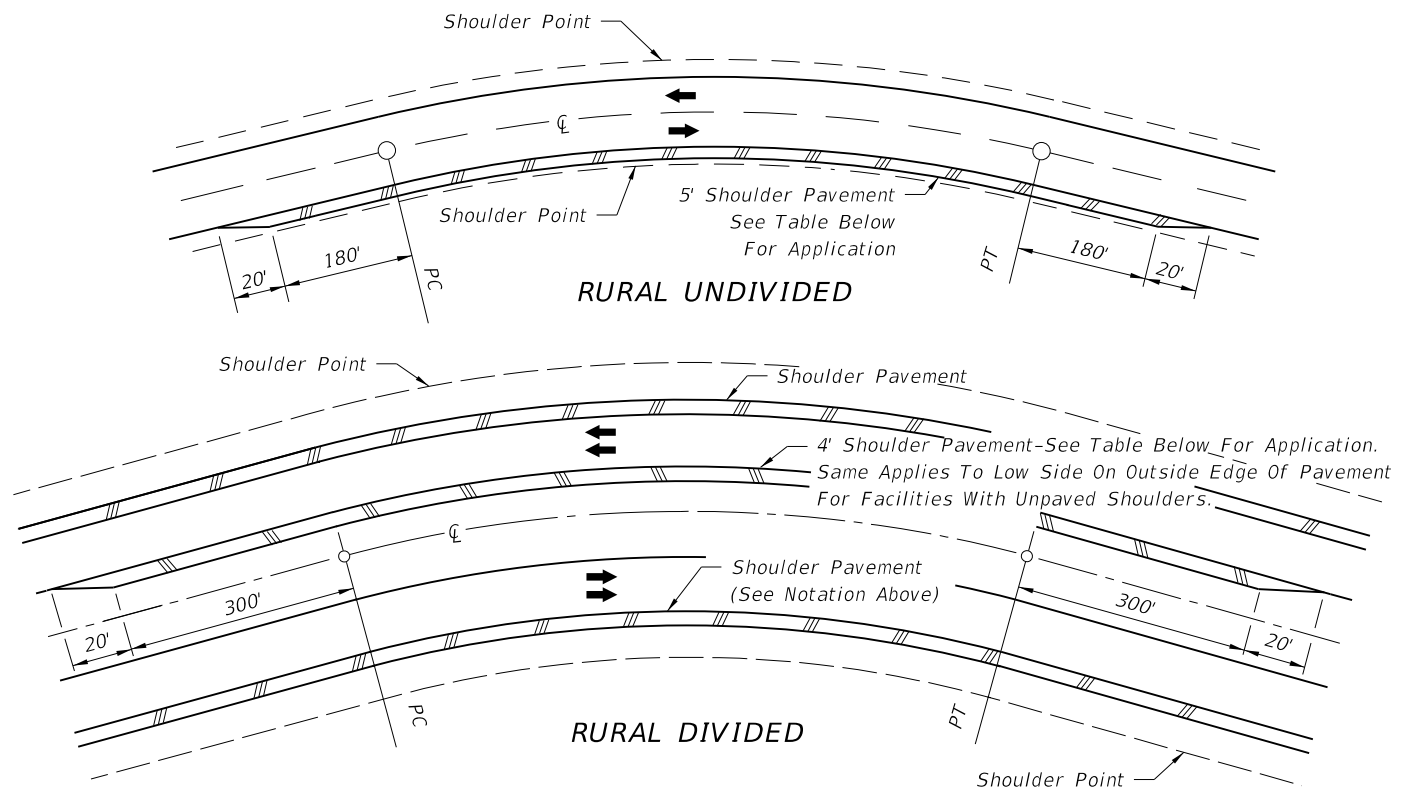 Shoulder Point
℄
5' Shoulder Pavement
See Table Below
For Application
Shoulder Point
20'
180'
PC
PT
180'
20'
RURAL UNDIVIDED
Shoulder Point
Shoulder Pavement
4' Shoulder Pavement-See Table Below For Application.
Same Applies To Low Side On Outside Edge Of Pavement
For Facilities With Unpaved Shoulders.
℄
Shoulder Pavement
(See Notation Above)
20'
300'
300'
20'
PC
PT
RURAL DIVIDED
Shoulder Point